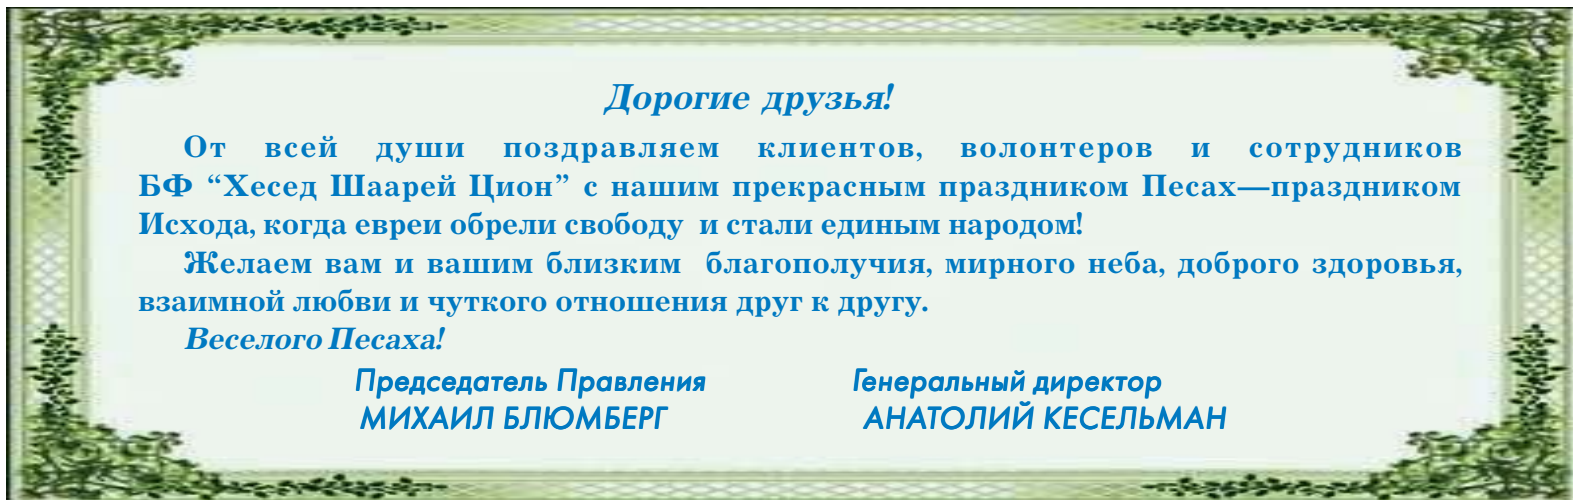 Дорогие друзья!
От всей души поздравляем клиентов, волонтеров и сотрудников
БФ “Хесед Шаарей Цион” с нашим прекрасным праздником Песах—праздником
Исхода, когда евреи обрели свободу и стали единым народом!
Желаем вам и вашим близким благополучия, мирного неба, доброго здоровья,
взаимной любви и чуткого отношения друг к другу.
Веселого Песаха!
Председатель Правления Генеральный директор
МИХАИЛ БЛЮМБЕРГ АНАТОЛИЙ КЕСЕЛЬМАН